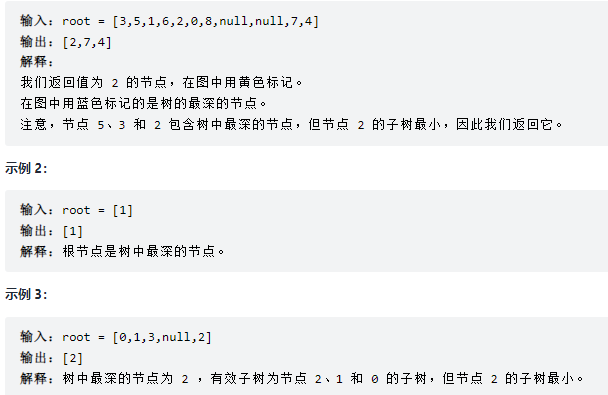 输入：root = [3,5,1,6,2,0,8,null,null,7,4]
输出：[2,7,4]
解释：
我们返回值为 2 的节点，在图中用黄色标记。
在图中用蓝色标记的是树的最深的节点。
注意，节点 5、3 和 2 包含树中最深的节点，但节点 2 的子树最小，因此我们返回它。
示例 2：
输入：root = [1]
输出：[1]
解释：根节点是树中最深的节点。
示例 3：
输入：root = [0,1,3,null,2]
输出：[2]
解释：树中最深的节点为 2 ，有效子树为节点 2、1 和 0 的子树，但节点 2 的子树最小。